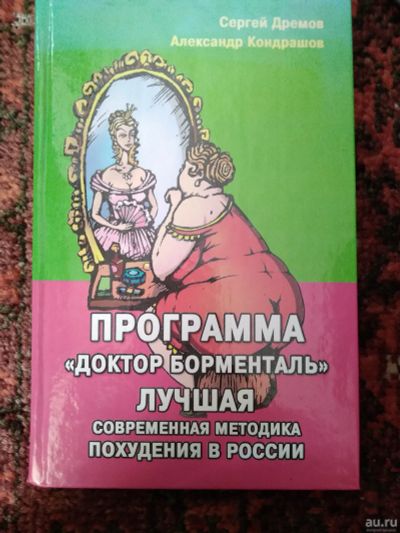 Сергей Дремов
Александр Кондрашов
ПРОГРАММА
«ДОКТОР БОРМЕНТАЛЬ»
ЛУЧШАЯ
СОВРЕМЕННАЯ МЕТОДИКА
ПОХУДЕНИЯ В РОССИИ
au.ru